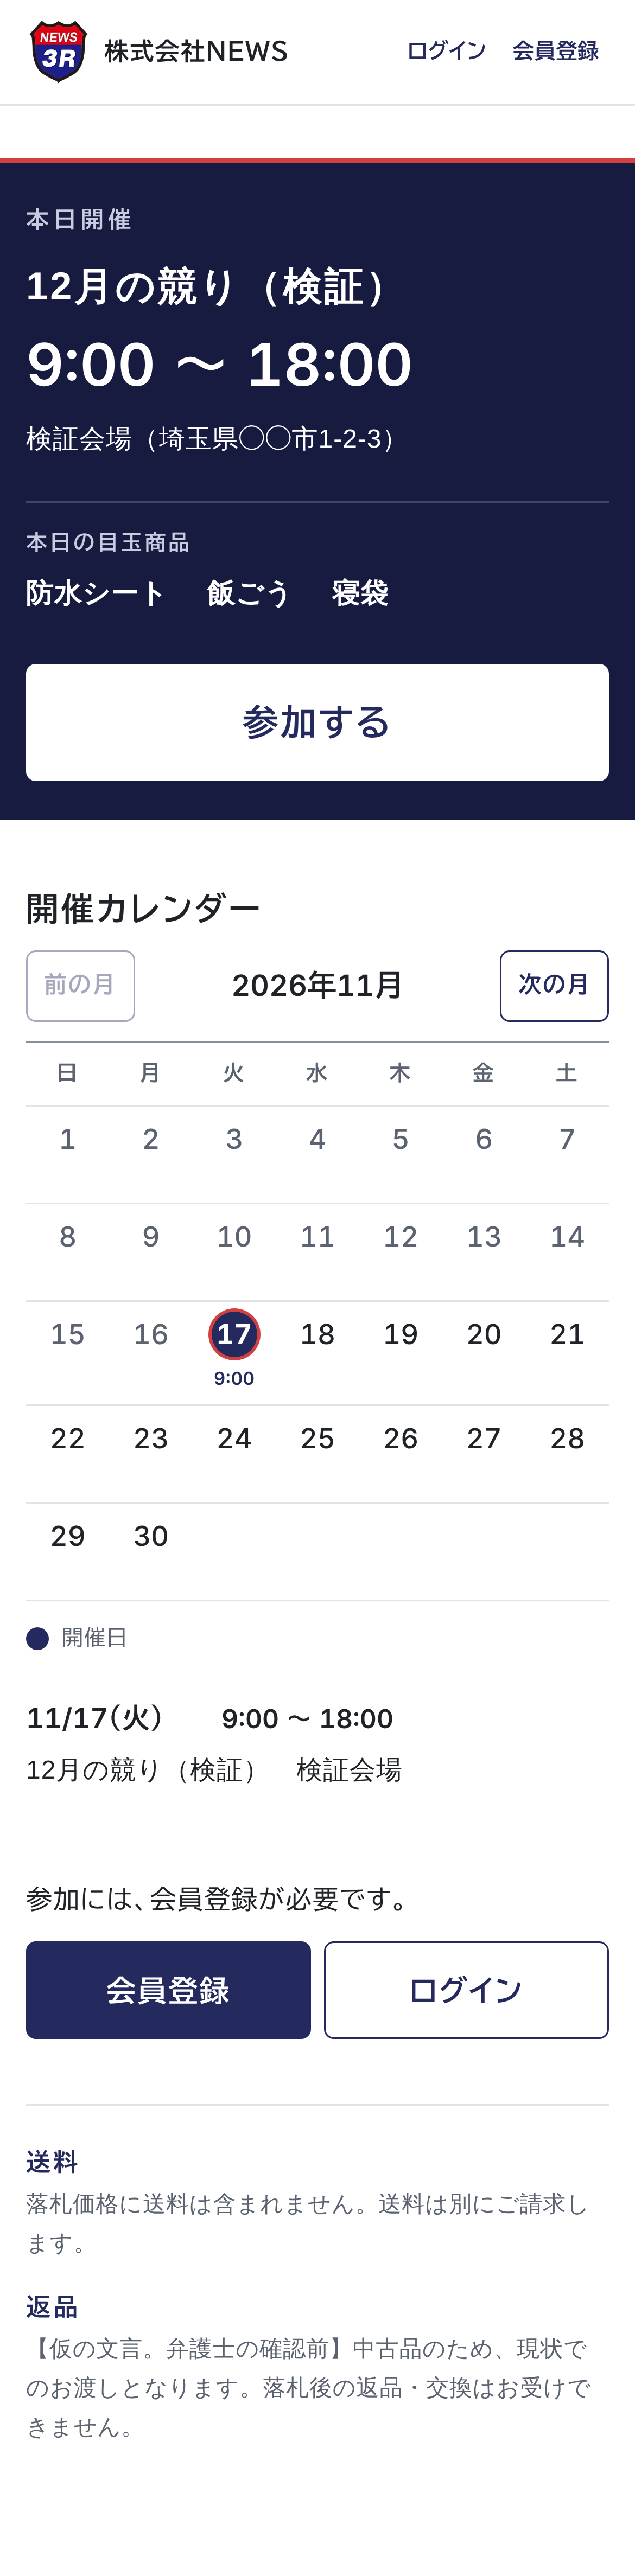 NEWS
3R
株式会社NEWS
ログイン 会員登録
本日開催
12月の競り（検証）
9:00 〜 18:00
検証会場（埼玉県◯◯市1-2-3）
本日の目玉商品
防水シート 飯ごう 寝袋
参加する
開催カレンダー
前の月 2026年11月 次の月
日 月 火 水 木 金 土
1 2 3 4 5 6 7
8 9 10 11 12 13 14
15 16 17 18 19 20 21
9:00
22 23 24 25 26 27 28
29 30
開催日
11/17（火） 9:00 〜 18:00
12月の競り（検証） 検証会場
参加には、会員登録が必要です。
会員登録 ログイン
送料
落札価格に送料は含まれません。送料は別にご請求し
ます。
返品
【仮の文言。弁護士の確認前】中古品のため、現状で
のお渡しとなります。落札後の返品・交換はお受けで
きません。